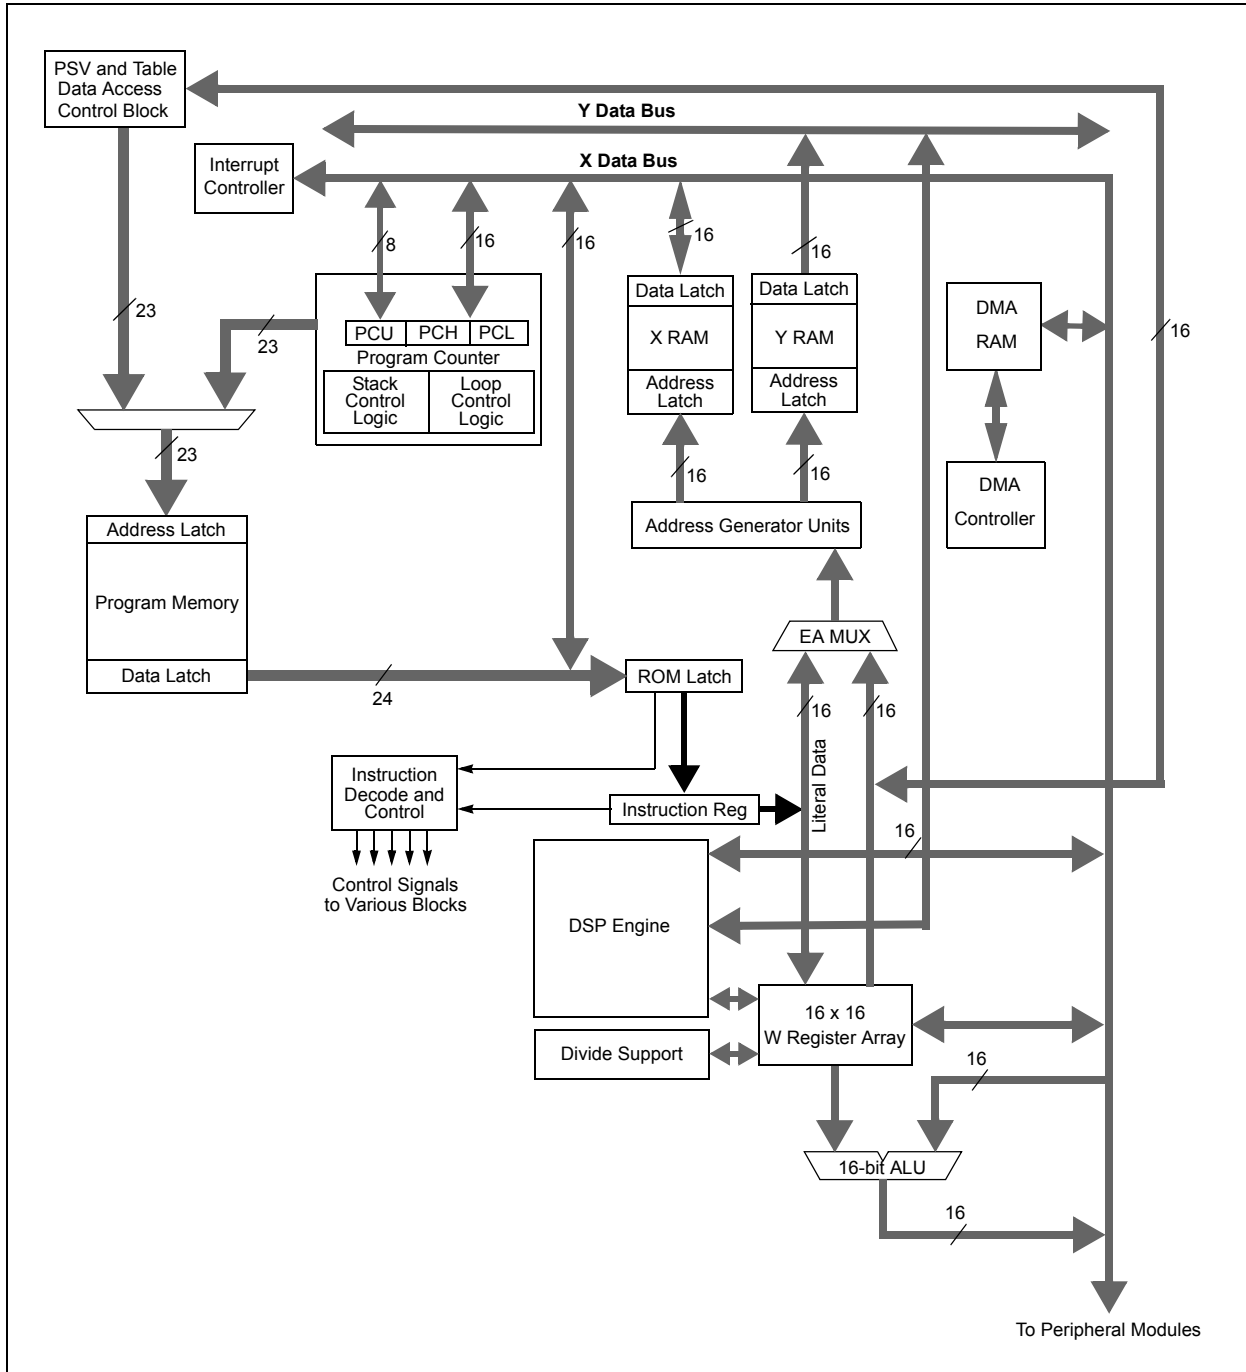 PSV and Table
Data Access
Control Block
Y Data Bus
X Data Bus
Interrupt
Controller
8
16
16
16
16
23
23
16
PCU
PCH
PCL
Program Counter
Stack
Control
Logic
Loop
Control
Logic
Data Latch
X RAM
Address
Latch
Data Latch
Y RAM
Address
Latch
DMA
RAM
23
16
16
DMA
Controller
Address Generator Units
Address Latch
Program Memory
Data Latch
24
EA MUX
ROM Latch
16
16
Literal Data
Instruction
Decode and
Control
Instruction Reg
Control Signals
to Various Blocks
16
DSP Engine
16 x 16
W Register Array
Divide Support
16
16-bit ALU
16
To Peripheral Modules